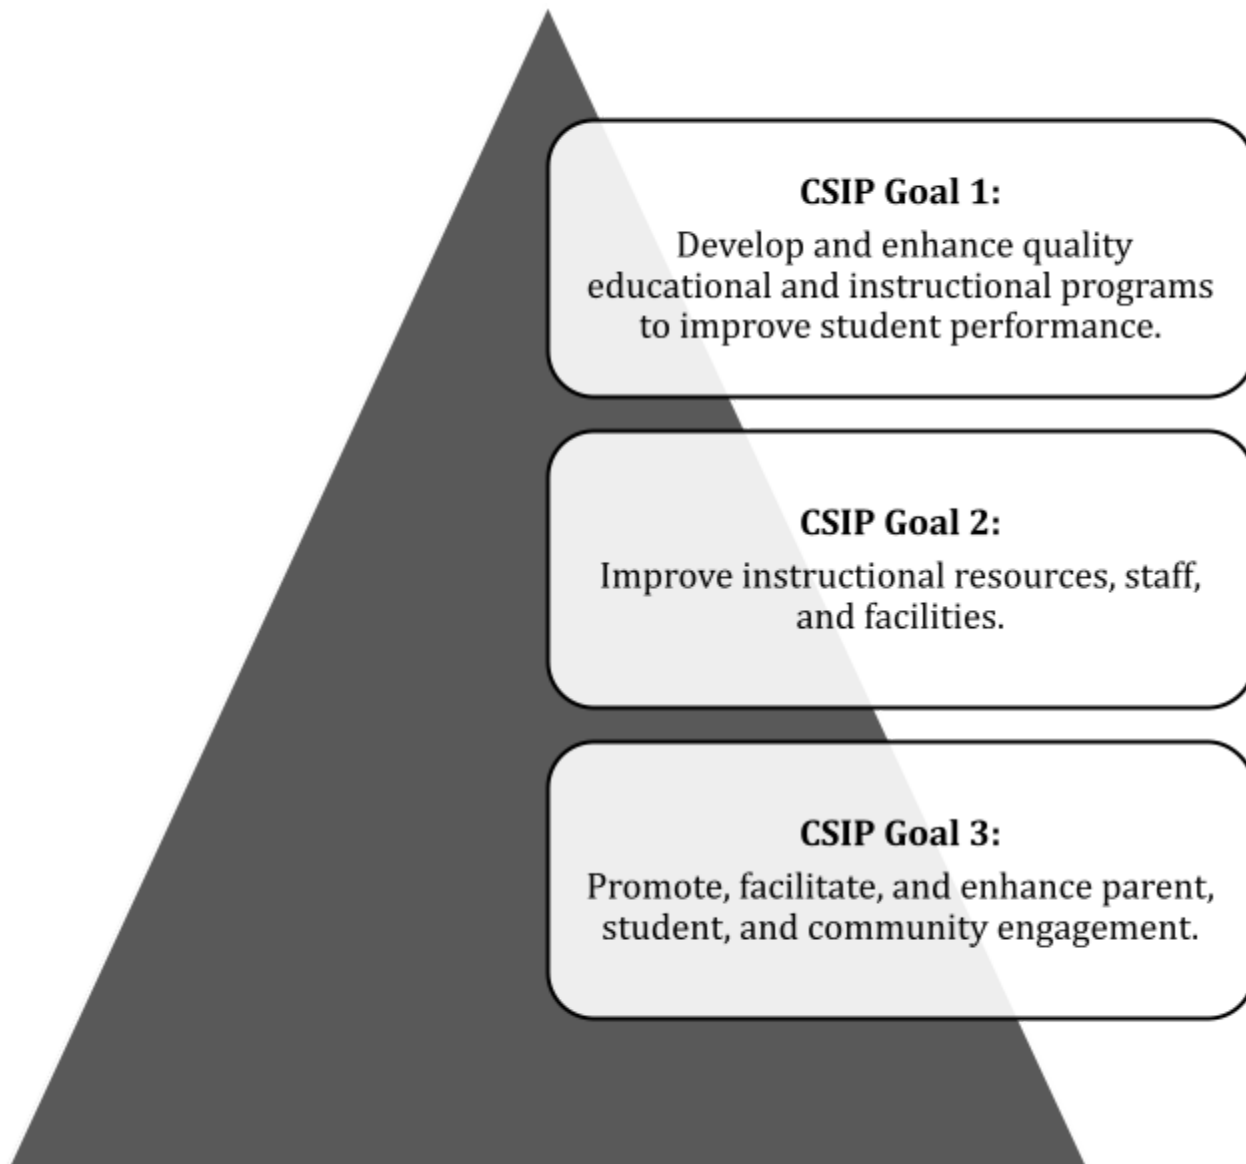 CSIP Goal 1:
Develop and enhance quality
educational and instructional programs
to improve student performance.
CSIP Goal 2:
Improve instructional resources, staff,
and facilities.
CSIP Goal 3:
Promote, facilitate, and enhance parent,
student, and community engagement.